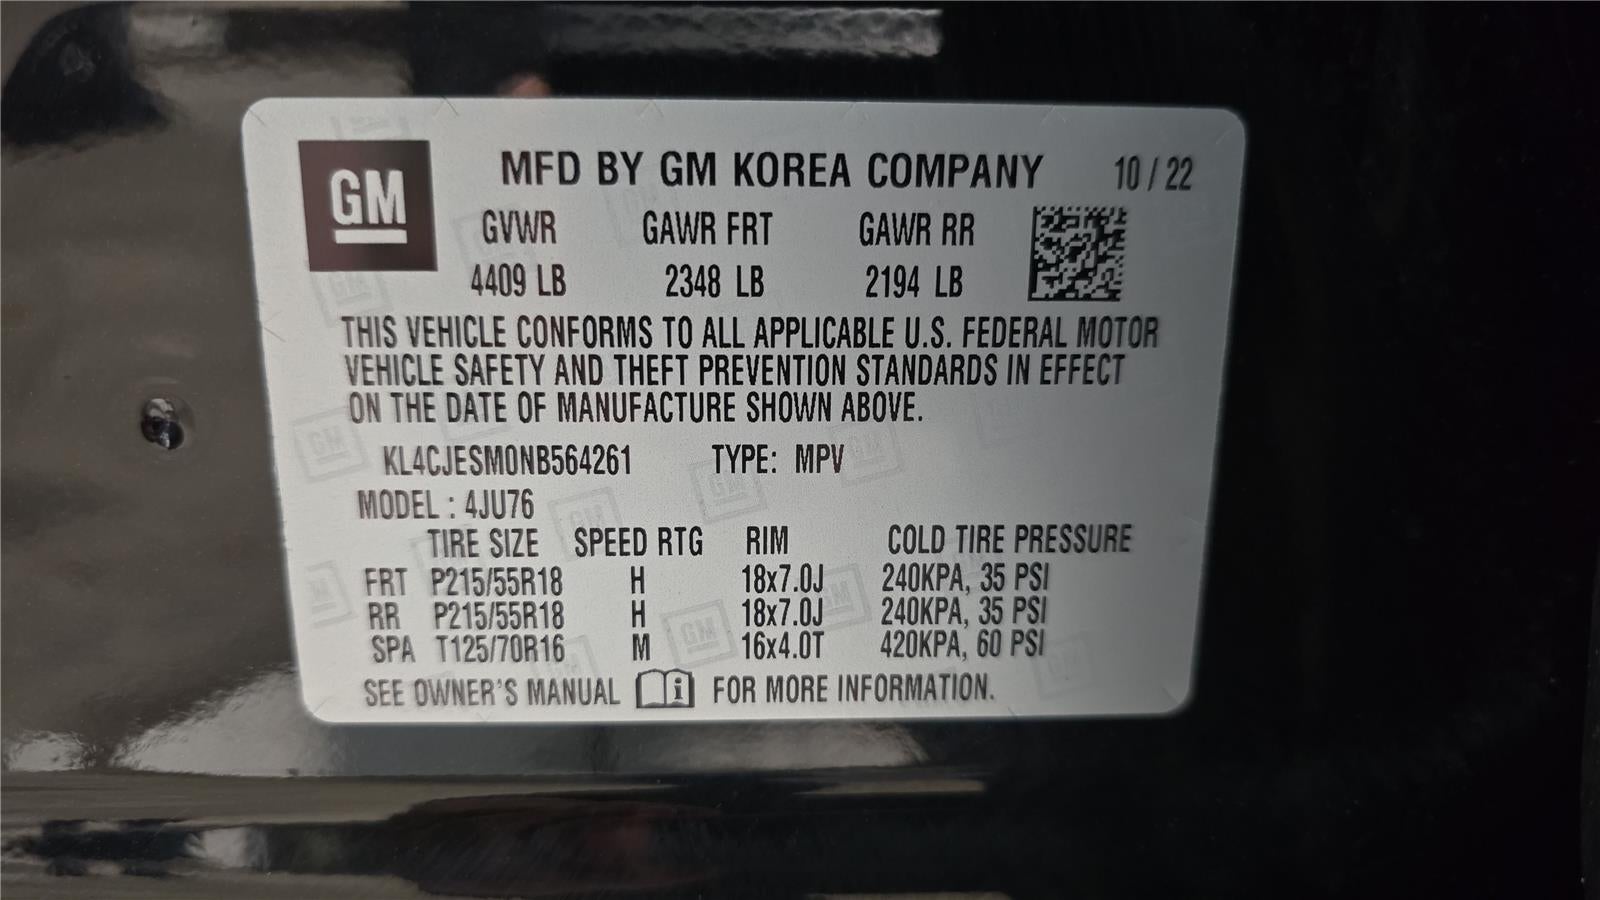 GM
MFD BY GM KOREA COMPANY 10 / 22
GVWR GAWR FRT GAWR RR
4409 LB 2348 LB 2194 LB
THIS VEHICLE CONFORMS TO ALL APPLICABLE U.S. FEDERAL MOTOR
VEHICLE SAFETY AND THEFT PREVENTION STANDARDS IN EFFECT
ON THE DATE OF MANUFACTURE SHOWN ABOVE.
KL4CJESM0NB564261 TYPE: MPV
MODEL : 4JU76
TIRE SIZE SPEED RTG RIM COLD TIRE PRESSURE
FRT P215/55R18 H 18x7.0J 240KPA, 35 PSI
RR P215/55R18 H 18x7.0J 240KPA, 35 PSI
SPA T125/70R16 M 16x4.0T 420KPA, 60 PSI
SEE OWNER'S MANUAL i FOR MORE INFORMATION.